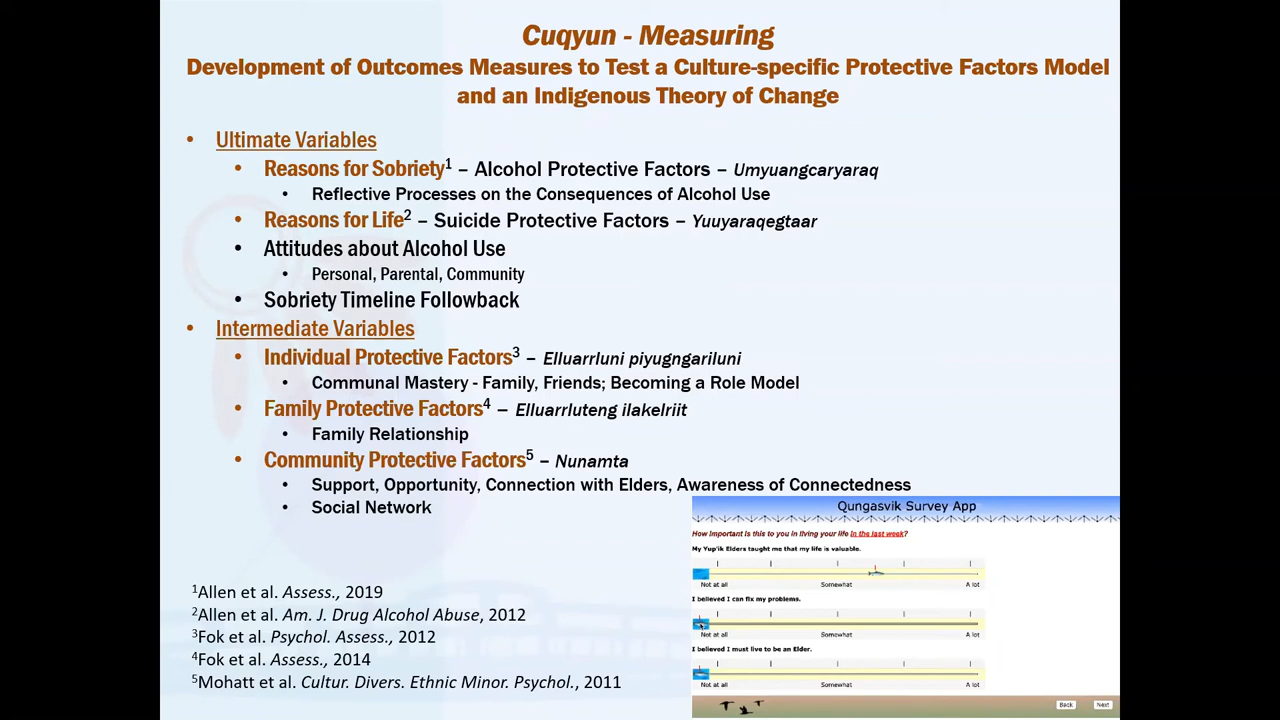 Cuqyun - Measuring
Development of Outcomes Measures to Test a Culture-specific Protective Factors Model
and an Indigenous Theory of Change
• Ultimate Variables
• Reasons for Sobriety¹ – Alcohol Protective Factors – Umyuangcaryaraq
• Reflective Processes on the Consequences of Alcohol Use
• Reasons for Life² – Suicide Protective Factors – Yuuyaraqegtaar
• Attitudes about Alcohol Use
• Personal, Parental, Community
• Sobriety Timeline Followback
• Intermediate Variables
• Individual Protective Factors³ – Elluarrluni piyugngariluni
• Communal Mastery - Family, Friends; Becoming a Role Model
• Family Protective Factors⁴ – Elluarrluteng ilakelriit
• Family Relationship
• Community Protective Factors⁵ – Nunamta
• Support, Opportunity, Connection with Elders, Awareness of Connectedness
• Social Network
¹Allen et al. Assess., 2019
²Allen et al. Am. J. Drug Alcohol Abuse, 2012
³Fok et al. Psychol. Assess., 2012
⁴Fok et al. Assess., 2014
⁵Mohatt et al. Cultur. Divers. Ethnic Minor. Psychol., 2011
Qungasvik Survey App
How important is this to you in living your life in the last week?
My Yup'ik Elders taught me that my life is valuable.
Not at all Somewhat A lot
I believed I can fix my problems.
Not at all Somewhat A lot
I believed I must live to be an Elder.
Not at all Somewhat A lot
Back Next